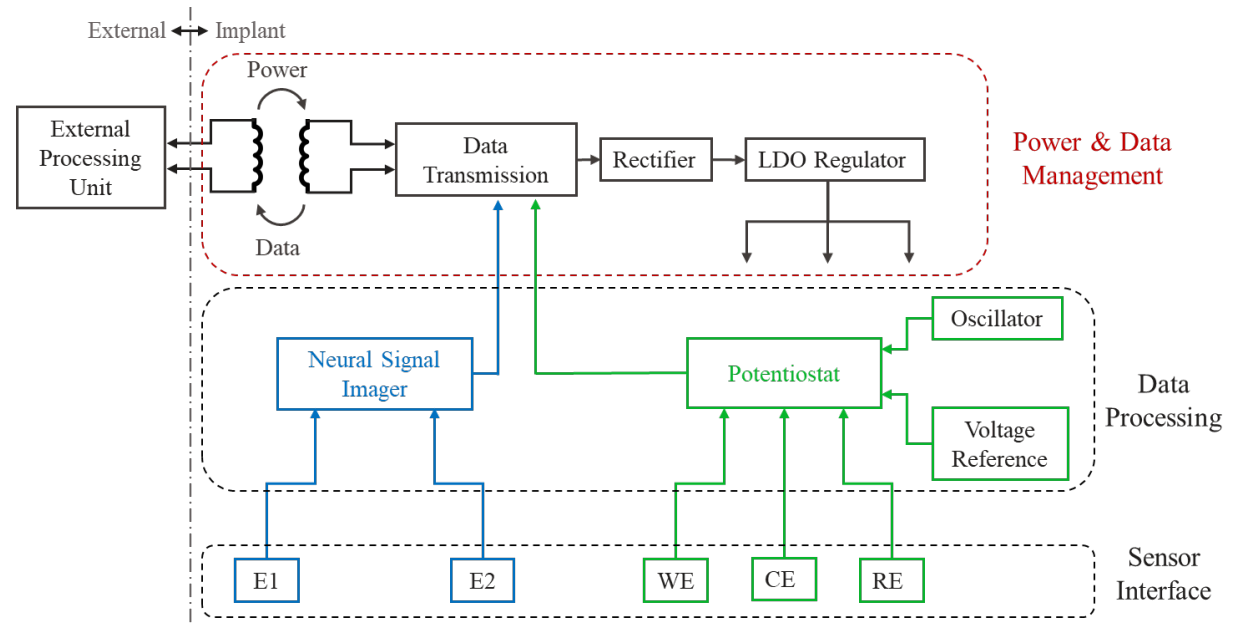 External
Implant
Power
External
Processing
Unit
Data
Transmission
Rectifier
LDO Regulator
Power & Data
Management
Data
Oscillator
Neural Signal
Imager
Potentiostat
Data
Processing
Voltage
Reference
E1
E2
WE
CE
RE
Sensor
Interface